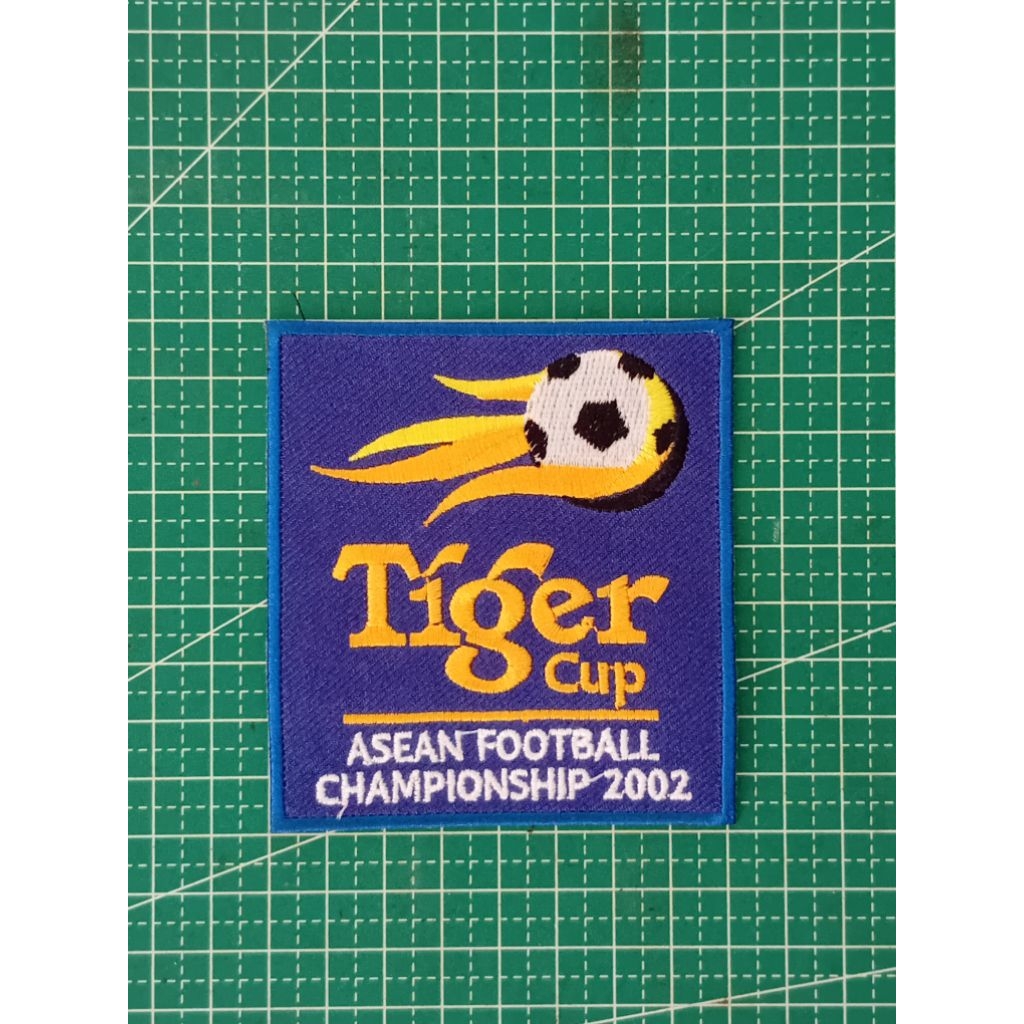 Tiger
Cup
ASEAN FOOTBALL
CHAMPIONSHIP 2002